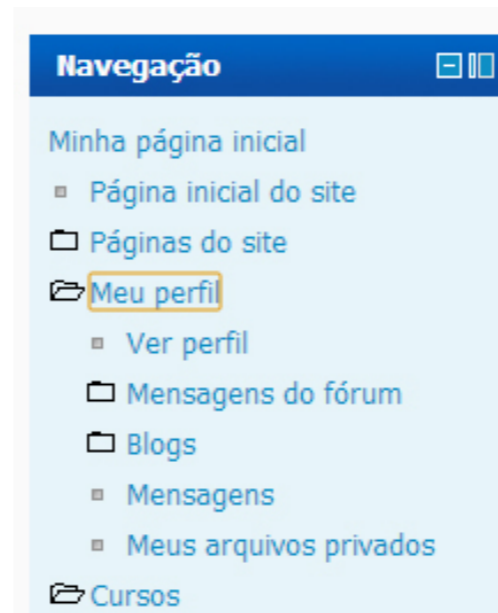 Navegação
Minha página inicial
Página inicial do site
Páginas do site
Meu perfil
Ver perfil
Mensagens do fórum
Blogs
Mensagens
Meus arquivos privados
Cursos